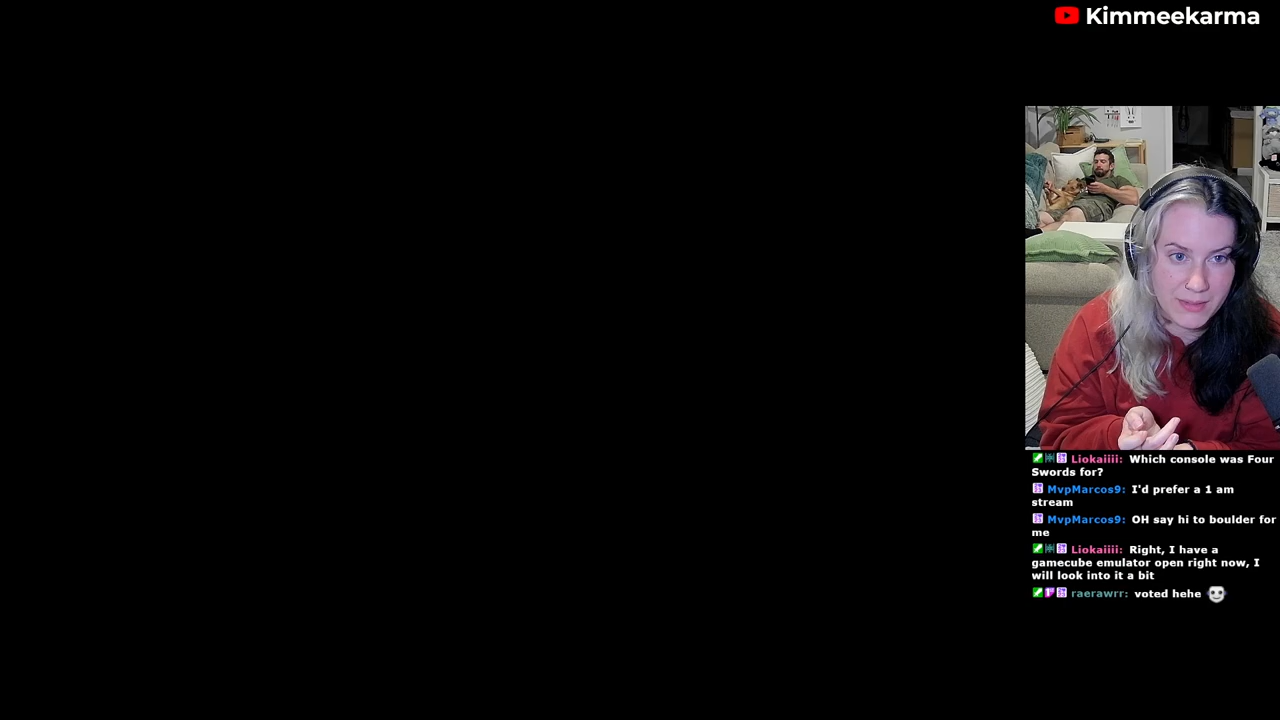 Kimmeekarma
Liokaiiii: Which console was Four
Swords for?
MvpMarcos9: I'd prefer a 1 am
stream
MvpMarcos9: OH say hi to boulder for
me
Liokaiiii: Right, I have a
gamecube emulator open right now, I
will look into it a bit
raerawrr: voted hehe